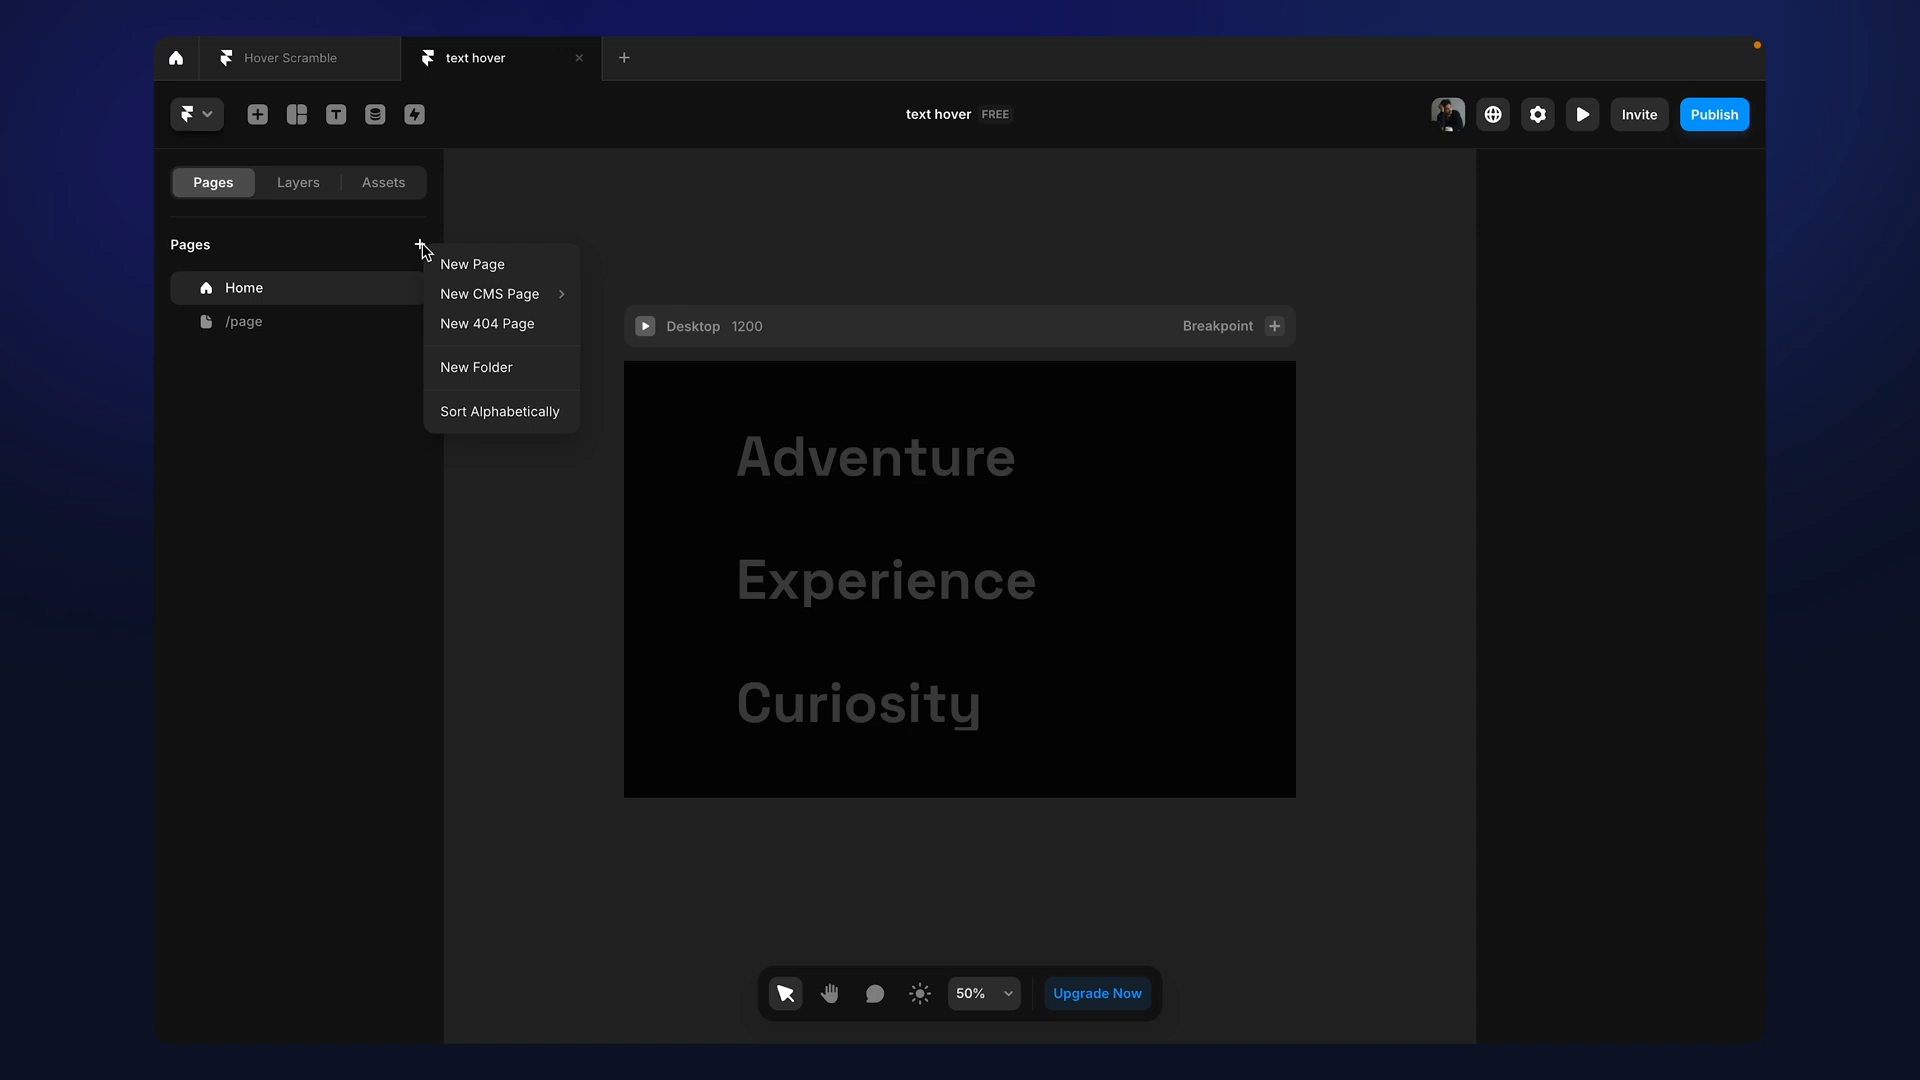 Hover Scramble
text hover
text hover FREE
Invite
Publish
Pages
Layers
Assets
Pages
Home
/page
New Page
New CMS Page
New 404 Page
New Folder
Sort Alphabetically
Desktop 1200
Breakpoint
Adventure
Experience
Curiosity
50%
Upgrade Now